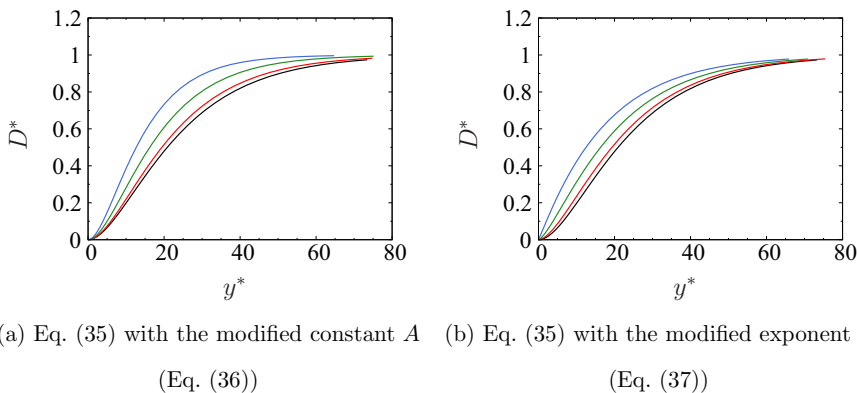 1.2
1
0.8
0.6
0.4
0.2
0
0 20 40 60 80
D*
y*
1.2
1
0.8
0.6
0.4
0.2
0
0 20 40 60 80
D*
y*
a) Eq. (35) with the modified constant A (b) Eq. (35) with the modified exponent
(Eq. (36)) (Eq. (37))